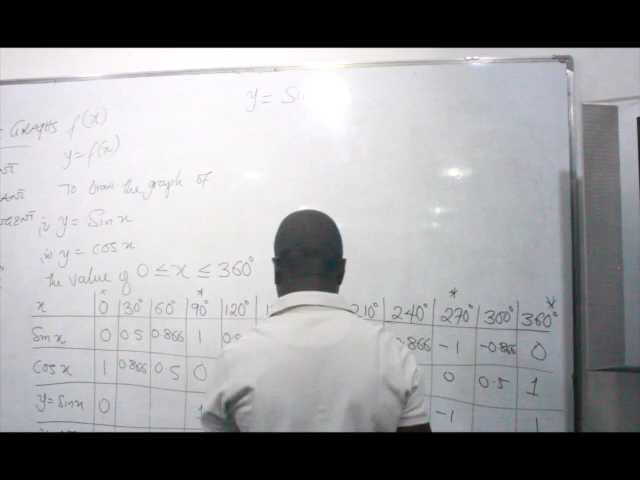 y = Si
GRAPHS f(x)
y = f(x)
To Draw the graph of
i, y = Sin x
ii, y = cos x
The value of 0 ≤ x ≤ 360°
x 0 30° 60° 90° 120° 210° 240° 270° 300° 360°
Sin x 0 0.5 0.866 1 0.8 .866 -1 -0.866 0
Cos x 1 0.866 0.5 0 0 0.5 1
y = Sin x 0 1 -1